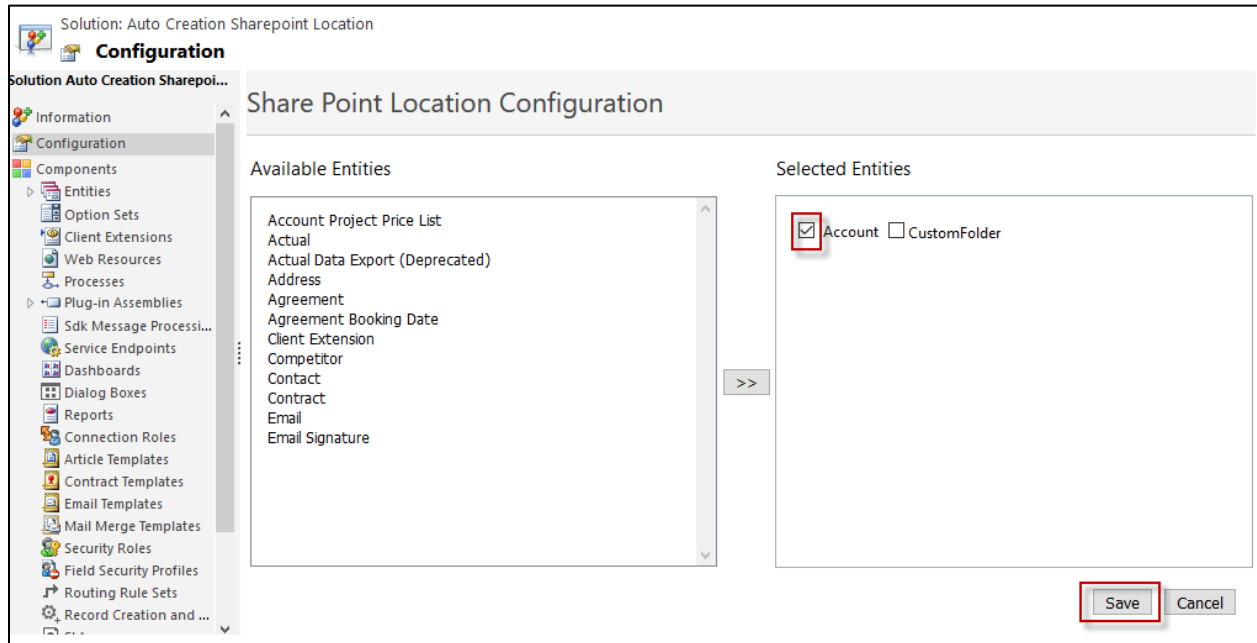 Solution: Auto Creation Sharepoint Location
Configuration
Solution Auto Creation Sharepoi...
Information
Configuration
Components
Entities
Option Sets
Client Extensions
Web Resources
Processes
Plug-in Assemblies
Sdk Message Processi...
Service Endpoints
Dashboards
Dialog Boxes
Reports
Connection Roles
Article Templates
Contract Templates
Email Templates
Mail Merge Templates
Security Roles
Field Security Profiles
Routing Rule Sets
Record Creation and ...
Share Point Location Configuration
Available Entities
Account Project Price List
Actual
Actual Data Export (Deprecated)
Address
Agreement
Agreement Booking Date
Client Extension
Competitor
Contact
Contract
Email
Email Signature
>>
Selected Entities
Account CustomFolder
Save Cancel